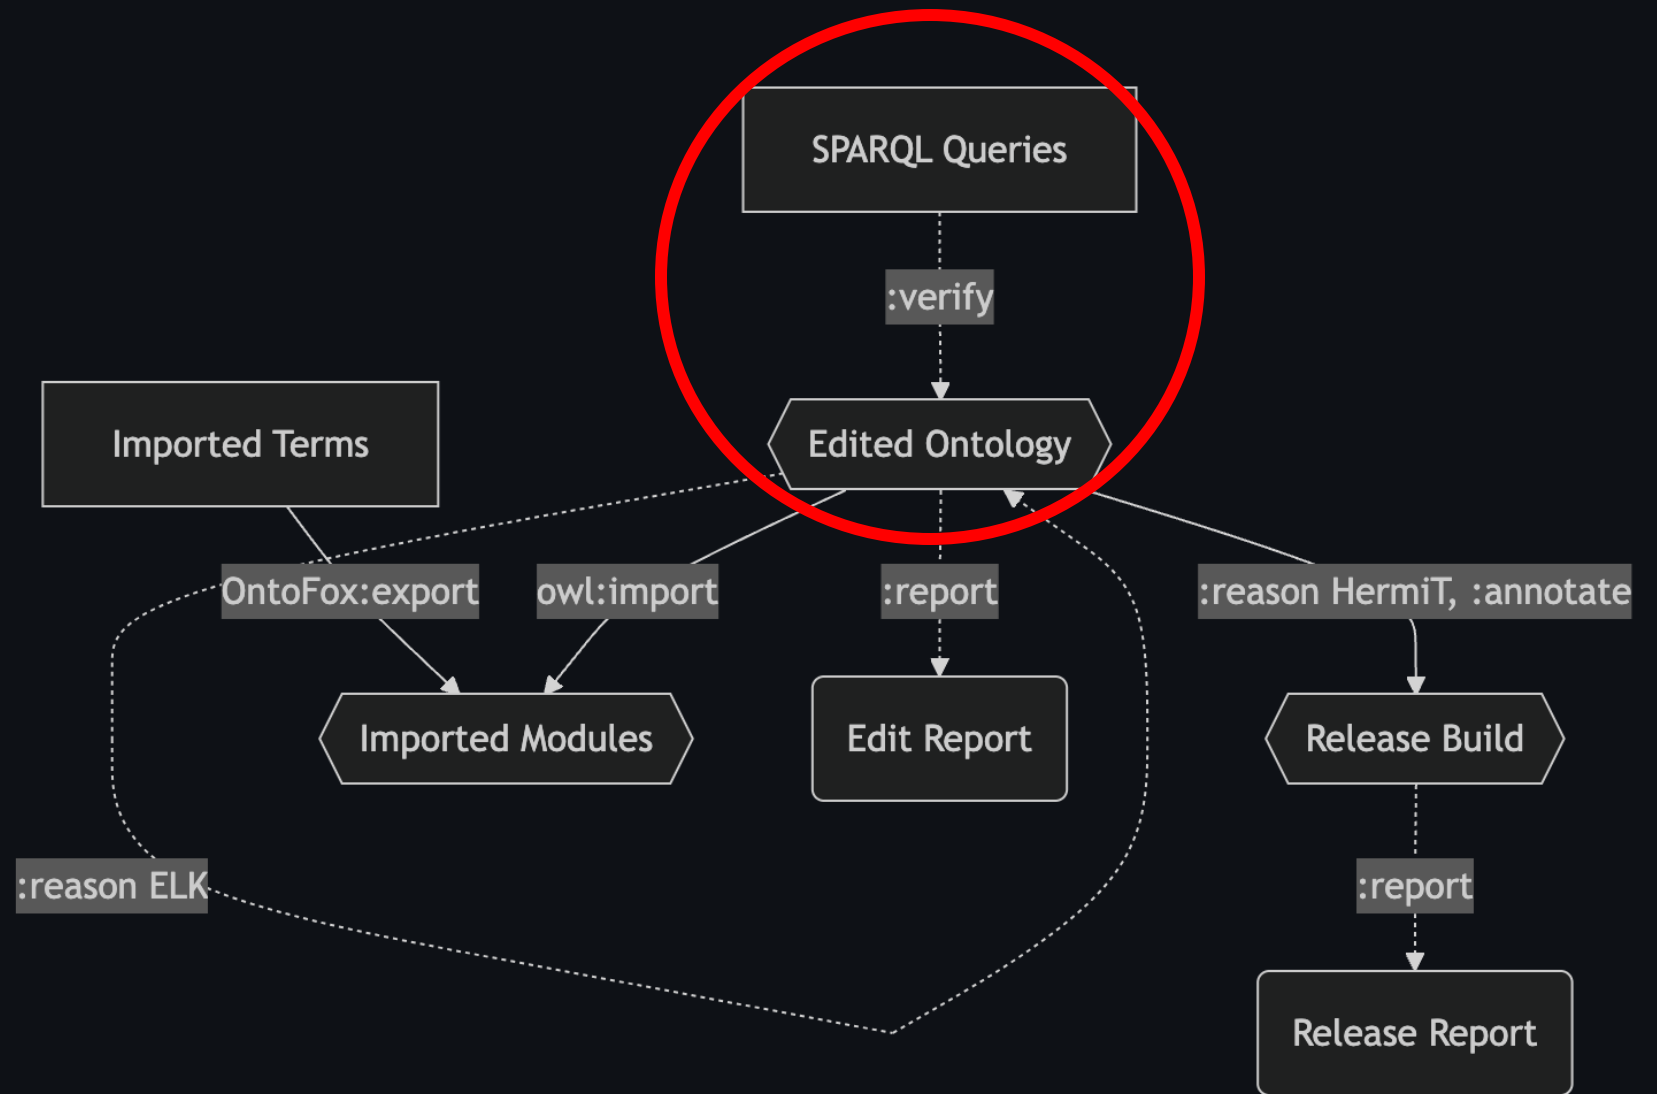 SPARQL Queries
:verify
Imported Terms
Edited Ontology
OntoFox:export
owl:import
:report
:reason HermiT, :annotate
Imported Modules
Edit Report
Release Build
:reason ELK
:report
Release Report